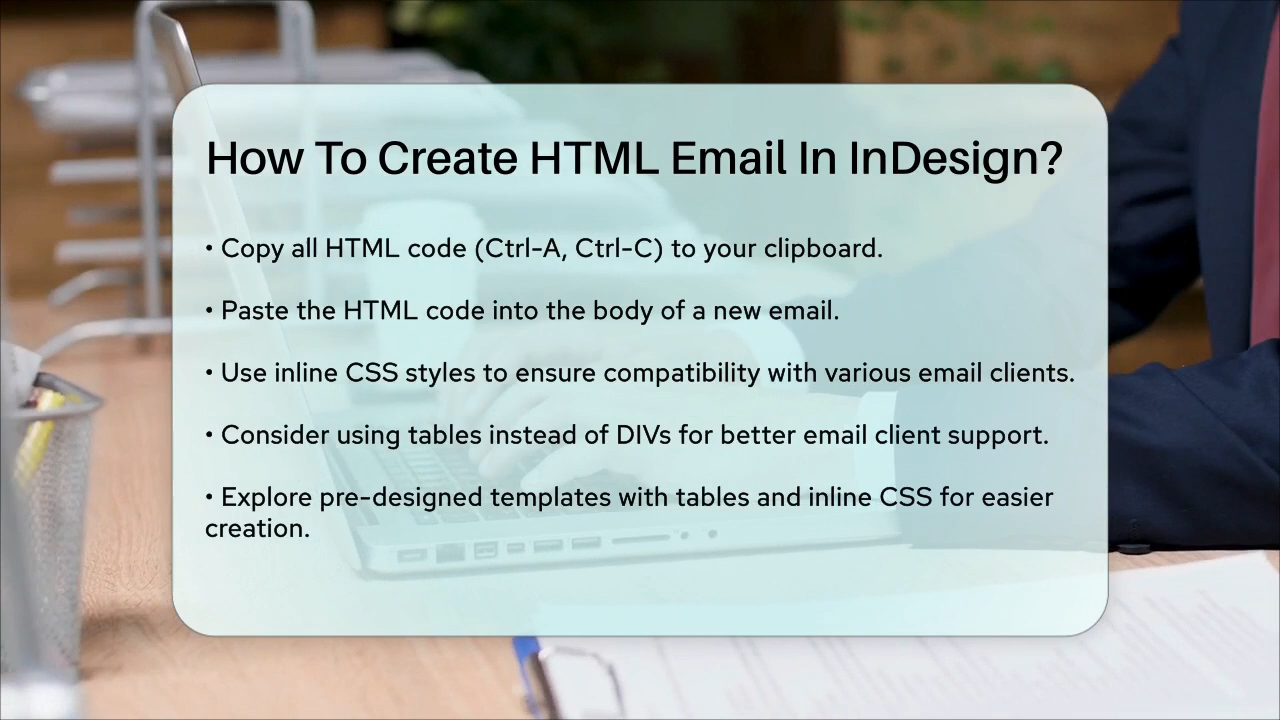 How To Create HTML Email In InDesign?
• Copy all HTML code (Ctrl-A, Ctrl-C) to your clipboard.
• Paste the HTML code into the body of a new email.
• Use inline CSS styles to ensure compatibility with various email clients.
• Consider using tables instead of DIVs for better email client support.
• Explore pre-designed templates with tables and inline CSS for easier
creation.